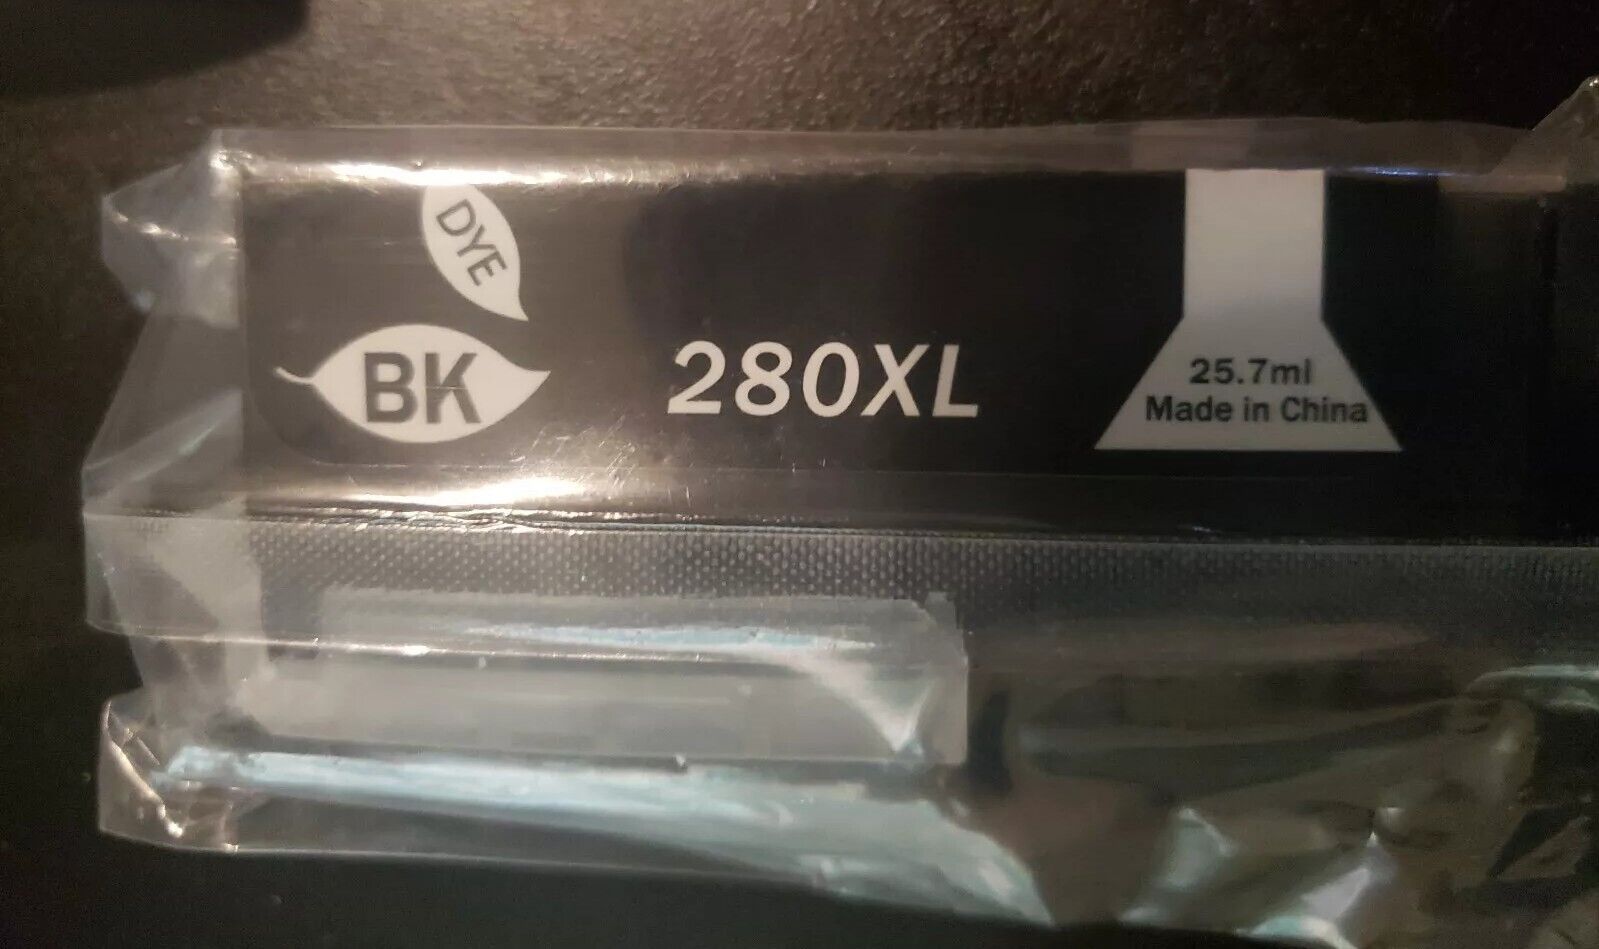 DYE
BK
280XL
25.7ml
Made in China